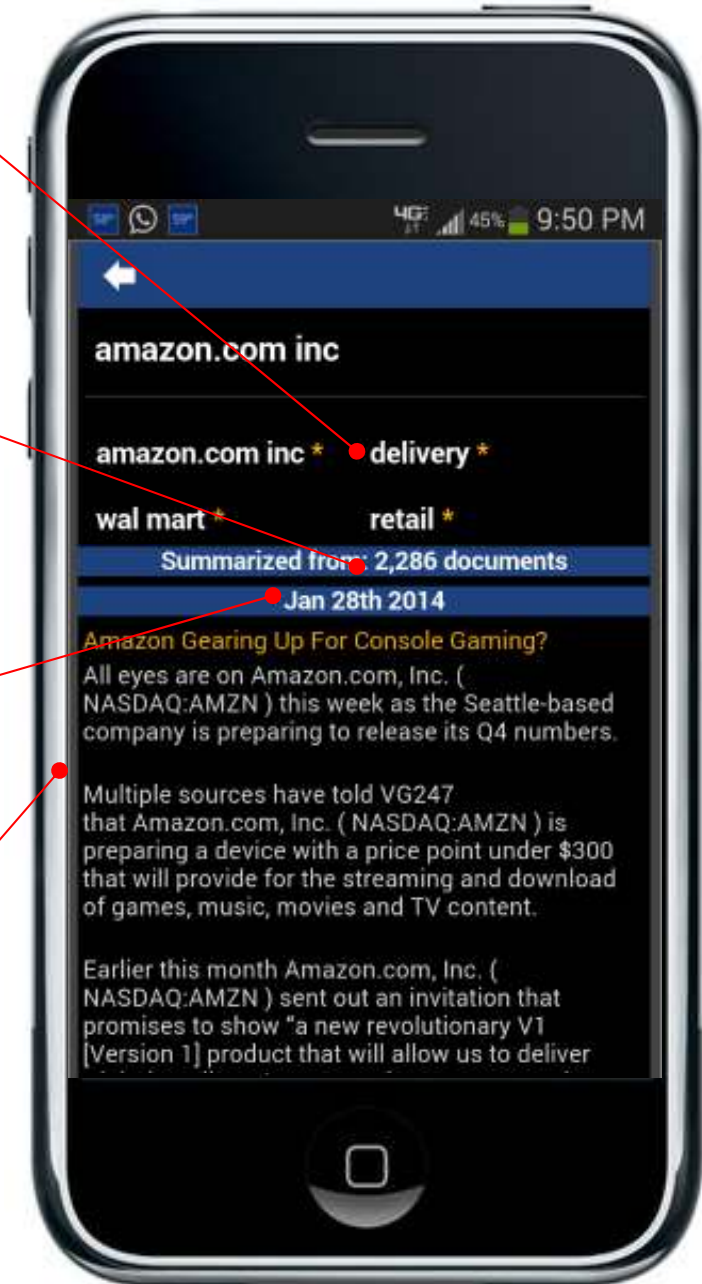 58° 59°
4G 45% 9:50 PM
amazon.com inc
amazon.com inc * delivery *
wal mart * retail *
Summarized from: 2,286 documents
Jan 28th 2014
Amazon Gearing Up For Console Gaming?
All eyes are on Amazon.com, Inc. (
NASDAQ:AMZN ) this week as the Seattle-based
company is preparing to release its Q4 numbers.
Multiple sources have told VG247
that Amazon.com, Inc. ( NASDAQ:AMZN ) is
preparing a device with a price point under $300
that will provide for the streaming and download
of games, music, movies and TV content.
Earlier this month Amazon.com, Inc. (
NASDAQ:AMZN ) sent out an invitation that
promises to show "a new revolutionary V1
[Version 1] product that will allow us to deliver